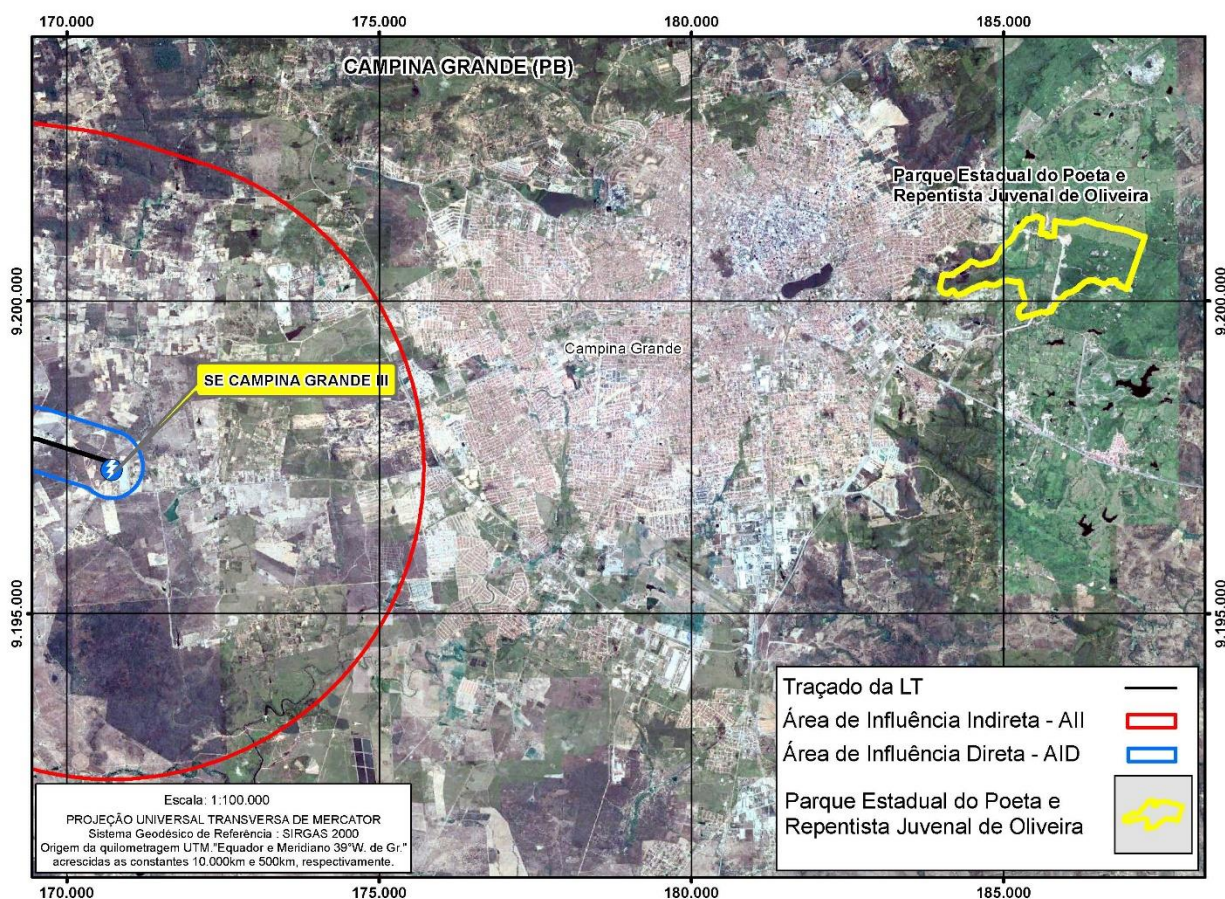 170.000
175.000
180.000
185.000
CAMPINA GRANDE (PB)
Parque Estadual do Poeta e
Repentista Juvenal de Oliveira
9.200.000
9.200.000
Campina Grande
SE CAMPINA GRANDE III
9.195.000
9.195.000
Traçado da LT
Área de Influência Indireta - AII
Área de Influência Direta - AID
Parque Estadual do Poeta e
Repentista Juvenal de Oliveira
Escala: 1:100.000
PROJEÇÃO UNIVERSAL TRANSVERSA DE MERCATOR
Sistema Geodésico de Referência : SIRGAS 2000
Origem da quilometragem UTM."Equador e Meridiano 39°W. de Gr."
acrescidas as constantes 10.000km e 500km, respectivamente.
170.000
175.000
180.000
185.000